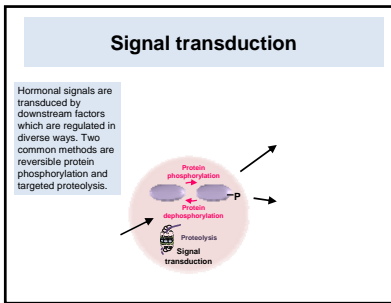 Signal transduction
Hormonal signals are
transduced by
downstream factors
which are regulated in
diverse ways. Two
common methods are
reversible protein
phosphorylation and
targeted proteolysis.
Protein
phosphorylation
P
Protein
dephosphorylation
Proteolysis
Signal
transduction